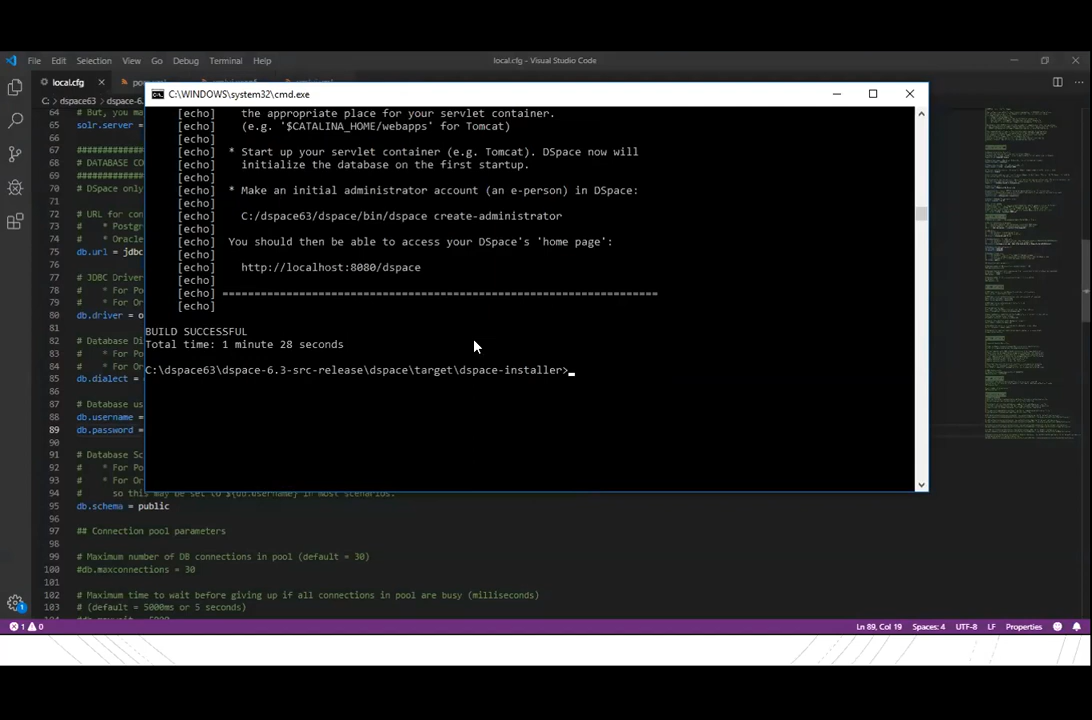 File Edit Selection View Go Debug Terminal Help
local.cfg - Visual Studio Code
local.cfg
C: > dspace63 > dspace-6.
C:\WINDOWS\system32\cmd.exe
64 # But, you ma
65 solr.server =
66
67 ##########
68 # DATABASE CO
69 ##########
70 # DSpace only
71
72 # URL for con
73 # * Postg
74 # * Oracle
75 db.url = jdbc
76
77 # JDBC Driver
78 # * For Po
79 # * For Or
80 db.driver = o
81
82 # Database Di
83 # * For Po
84 # * For Or
85 db.dialect =
86
87 # Database us
88 db.username =
89 db.password =
90
91 # Database Sc
92 # * For Po
93 # * For Or
94 # so this may be set to ${db.username} in most scenarios.
95 db.schema = public
96
97 ## Connection pool parameters
98
99 # Maximum number of DB connections in pool (default = 30)
100 #db.maxconnections = 30
101
102 # Maximum time to wait before giving up if all connections in pool are busy (milliseconds)
103 # (default = 5000ms or 5 seconds)
[echo] the appropriate place for your servlet container.
[echo] (e.g. '$CATALINA_HOME/webapps' for Tomcat)
[echo]
[echo] * Start up your servlet container (e.g. Tomcat). DSpace now will
[echo] initialize the database on the first startup.
[echo]
[echo] * Make an initial administrator account (an e-person) in DSpace:
[echo]
[echo] C:/dspace63/dspace/bin/dspace create-administrator
[echo]
[echo] You should then be able to access your DSpace's 'home page':
[echo]
[echo] http://localhost:8080/dspace
[echo]
[echo] ====================================================================
[echo]
BUILD SUCCESSFUL
Total time: 1 minute 28 seconds
C:\dspace63\dspace-6.3-src-release\dspace\target\dspace-installer>
1 0
Ln 89, Col 19 Spaces: 4 UTF-8 LF Properties